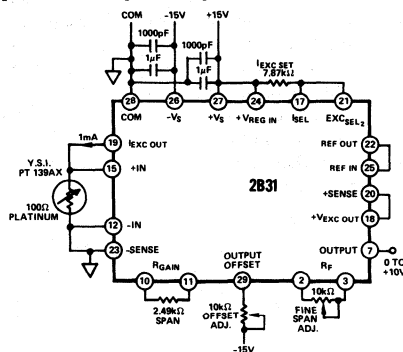 COM -15V +15V
1000pF
1000pF
1µF
1µF
I EXC SET
7.87kΩ
28 26 27 24 17 21
COM -VS +VS +VREG IN ISEL EXCSEL2
1mA
19 IEXC OUT
REF OUT 22
Y.S.I.
PT 139AX
15 +IN
REF IN 25
2B31
+SENSE 20
100Ω
PLATINUM
+VEXC OUT 18
12 -IN
23 -SENSE
OUTPUT 7
0 TO
+10V
RGAIN
OUTPUT
OFFSET
RF
10 11 29 2 3
2.49kΩ
SPAN
10kΩ
OFFSET
ADJ.
10kΩ
FINE
SPAN
ADJ.
-15V